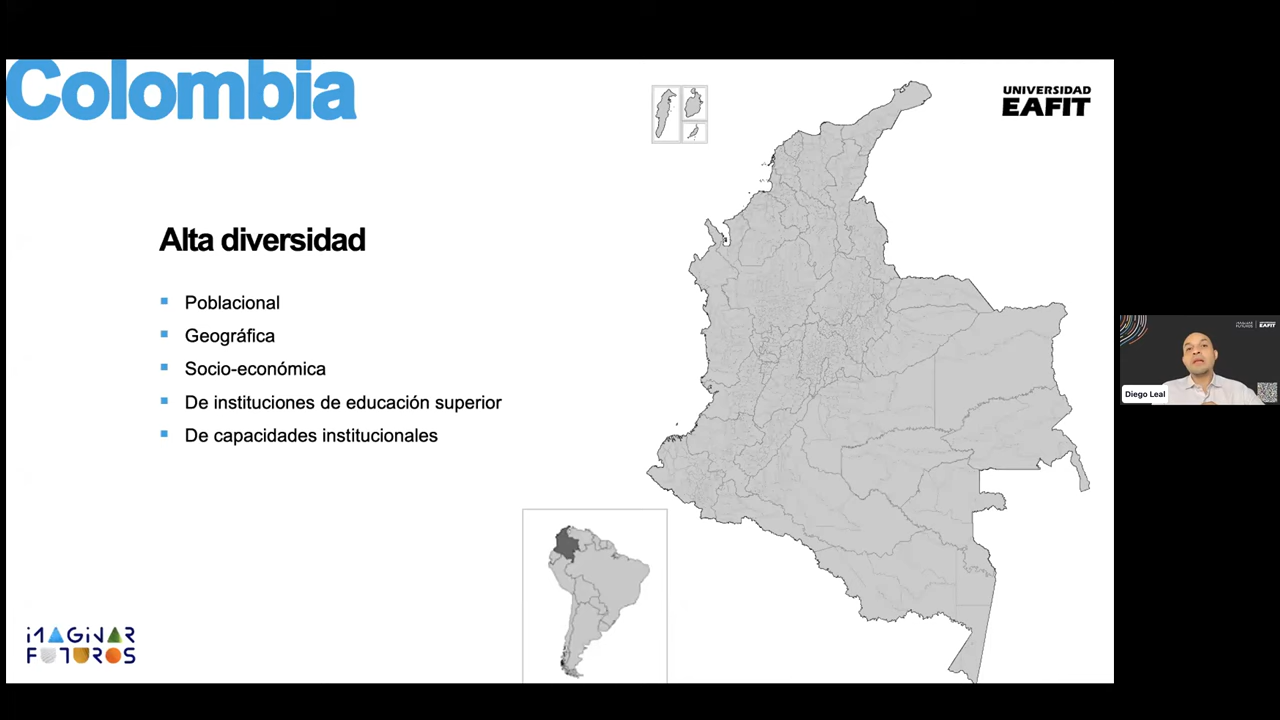 Colombia
UNIVERSIDAD
EAFIT
Alta diversidad
Poblacional
Geográfica
Socio-económica
De instituciones de educación superior
De capacidades institucionales
IMAGINAR
FUTUROS
EAFIT
Diego Leal